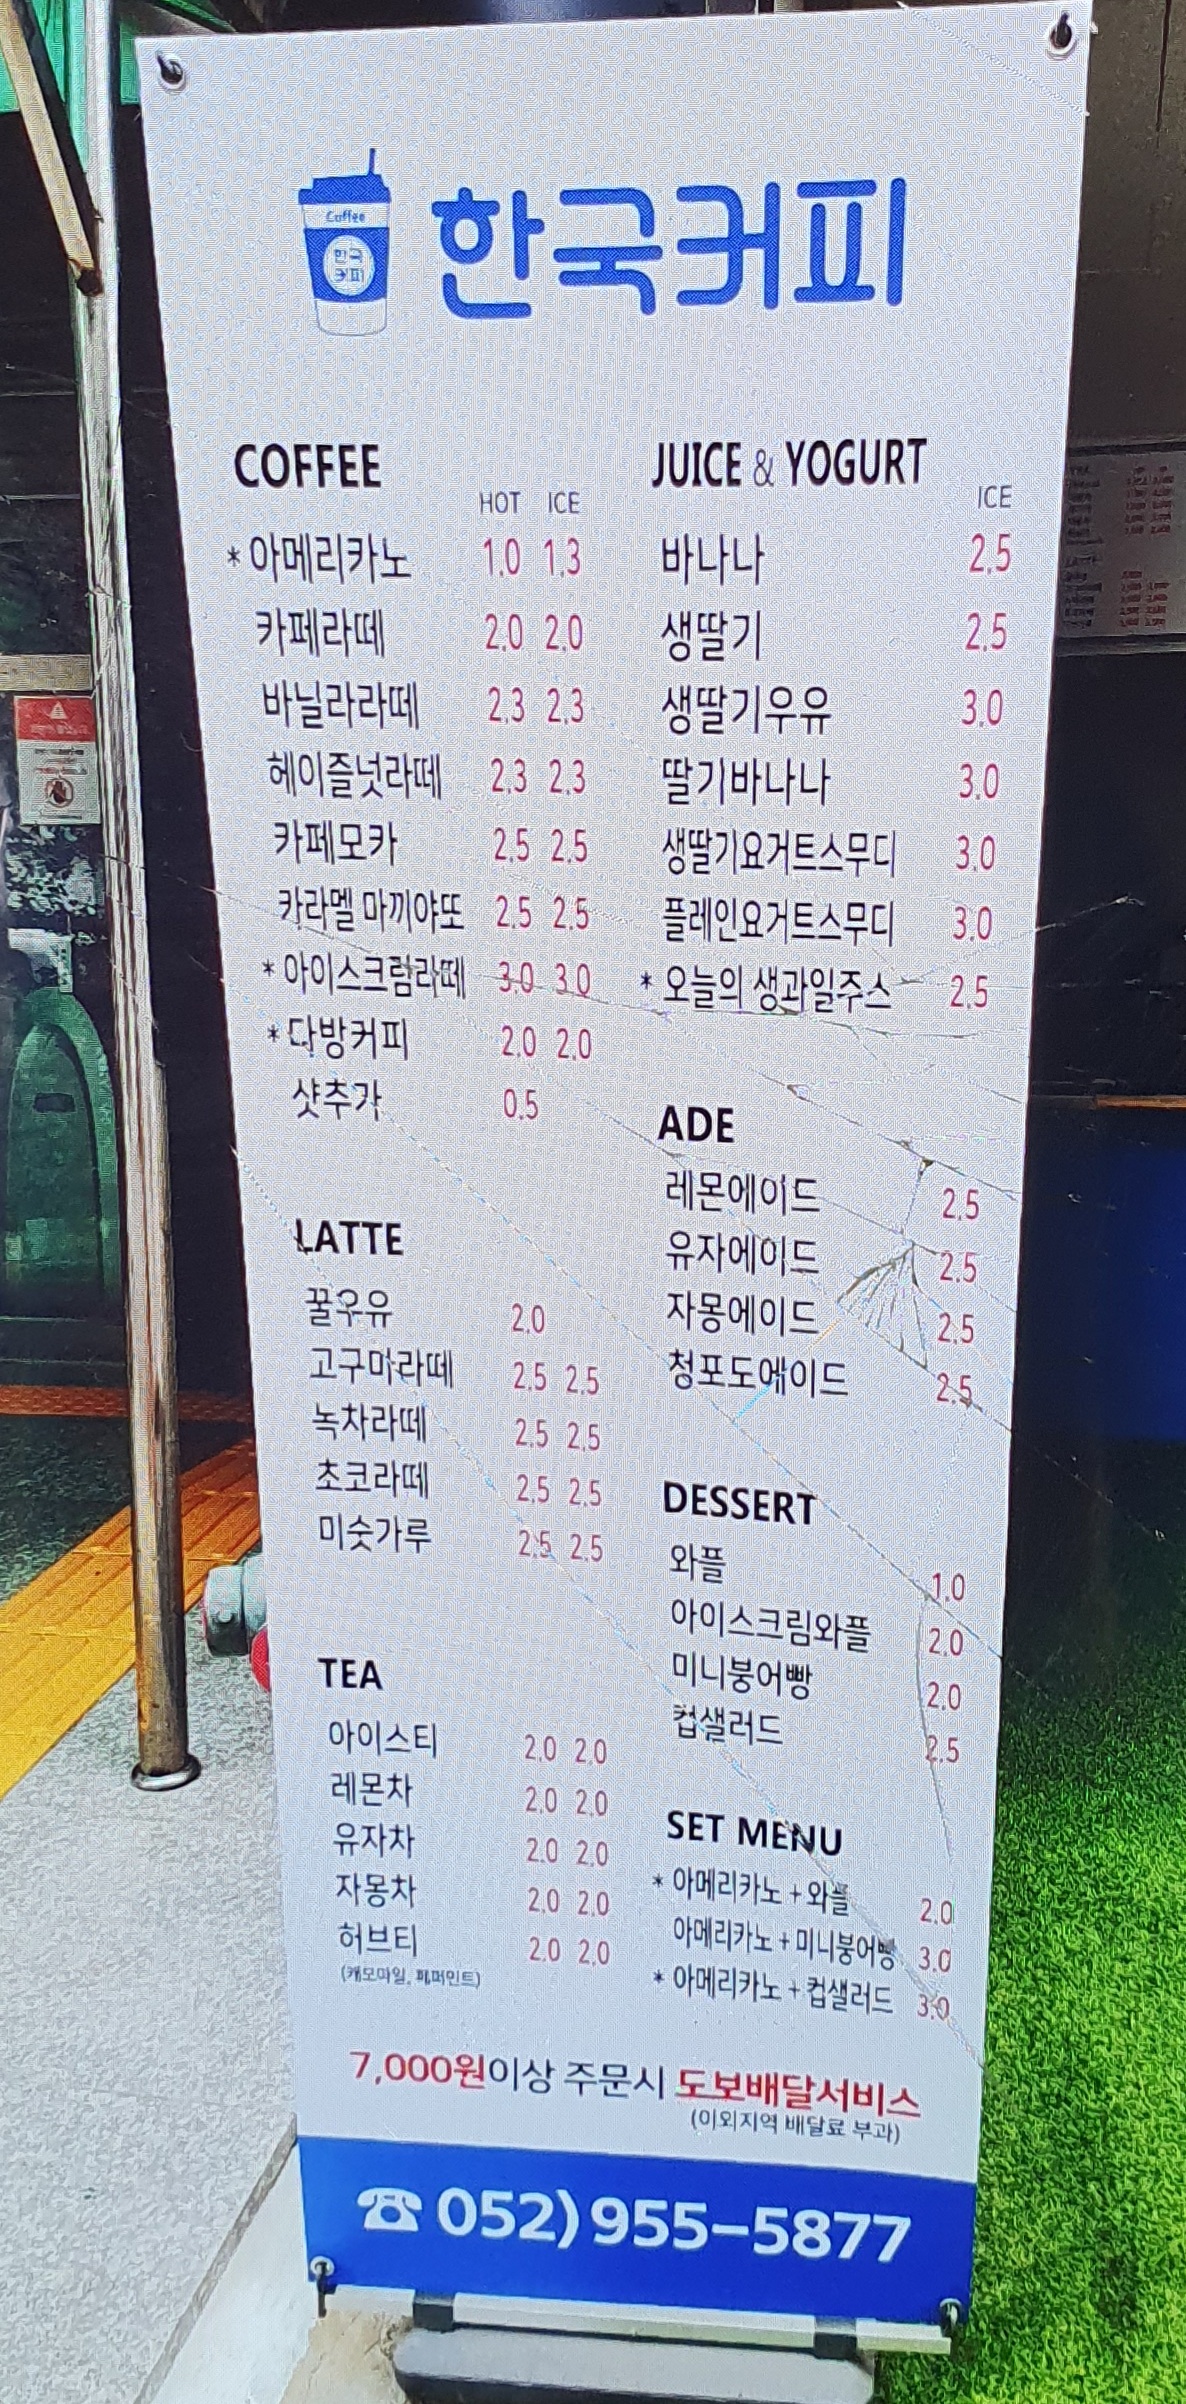 Coffee
한국
커피
한국커피
COFFEE
HOT ICE
* 아메리카노 1.0 1.3
카페라떼 2.0 2.0
바닐라라떼 2.3 2.3
헤이즐넛라떼 2.3 2.3
카페모카 2.5 2.5
카라멜 마끼야또 2.5 2.5
* 아이스크림라떼 3.0 3.0
* 다방커피 2.0 2.0
샷추가 0.5
LATTE
꿀우유 2.0
고구마라떼 2.5 2.5
녹차라떼 2.5 2.5
초코라떼 2.5 2.5
미숫가루 2.5 2.5
TEA
아이스티 2.0 2.0
레몬차 2.0 2.0
유자차 2.0 2.0
자몽차 2.0 2.0
허브티 2.0 2.0
(캐모마일, 페퍼민트)
JUICE & YOGURT
ICE
바나나 2.5
생딸기 2.5
생딸기우유 3.0
딸기바나나 3.0
생딸기요거트스무디 3.0
플레인요거트스무디 3.0
* 오늘의 생과일주스 2.5
ADE
레몬에이드 2.5
유자에이드 2.5
자몽에이드 2.5
청포도에이드 2.5
DESSERT
와플 1.0
아이스크림와플 2.0
미니붕어빵 2.0
컵샐러드 2.5
SET MENU
* 아메리카노 + 와플 2.0
아메리카노 + 미니붕어빵 3.0
* 아메리카노 + 컵샐러드 3.0
7,000원이상 주문시 도보배달서비스
(이외지역 배달료 부과)
☎ 052) 955-5877